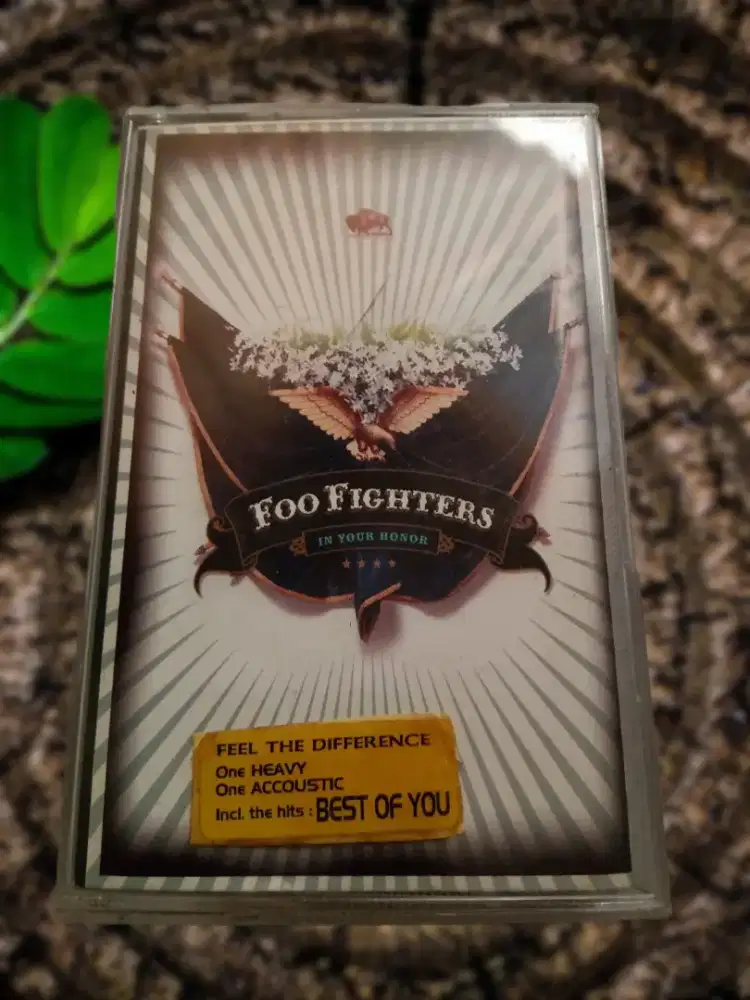 FOO FIGHTERS
IN YOUR HONOR
FEEL THE DIFFERENCE
One HEAVY
One ACCOUSTIC
Incl. the hits : BEST OF YOU